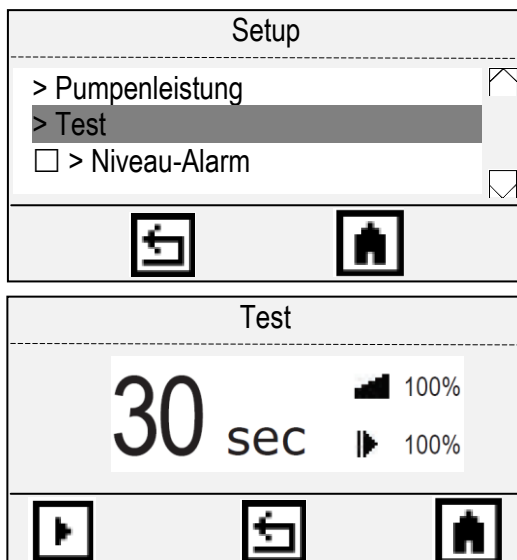 Setup
> Pumpenleistung
> Test
☐ > Niveau-Alarm
Test
30 sec
100%
100%